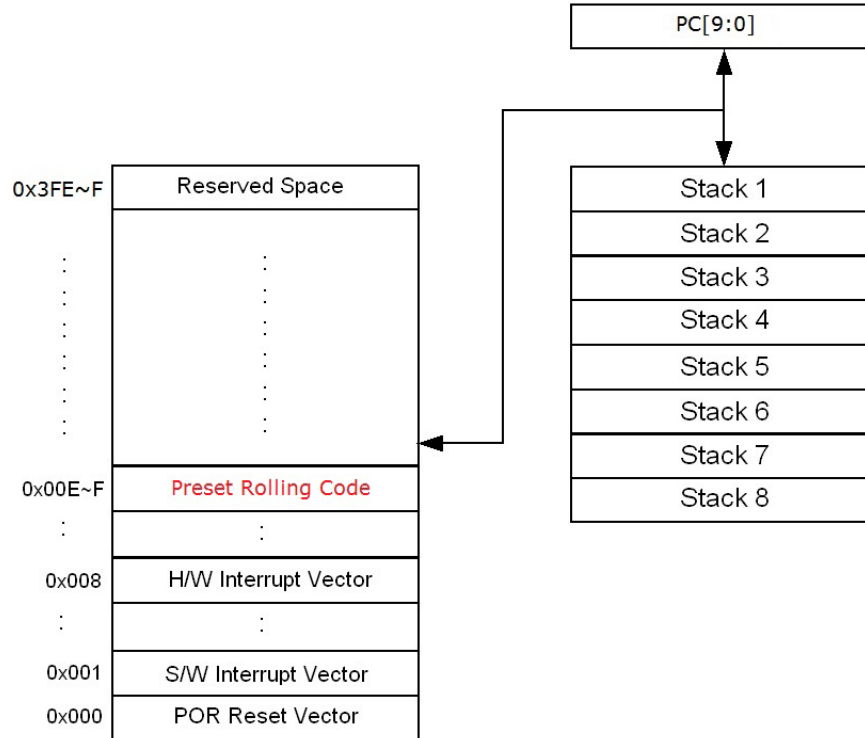 PC[9:0]
0x3FE~F Reserved Space
Stack 1
Stack 2
Stack 3
Stack 4
Stack 5
Stack 6
Stack 7
Stack 8
0x00E~F Preset Rolling Code
0x008 H/W Interrupt Vector
0x001 S/W Interrupt Vector
0x000 POR Reset Vector